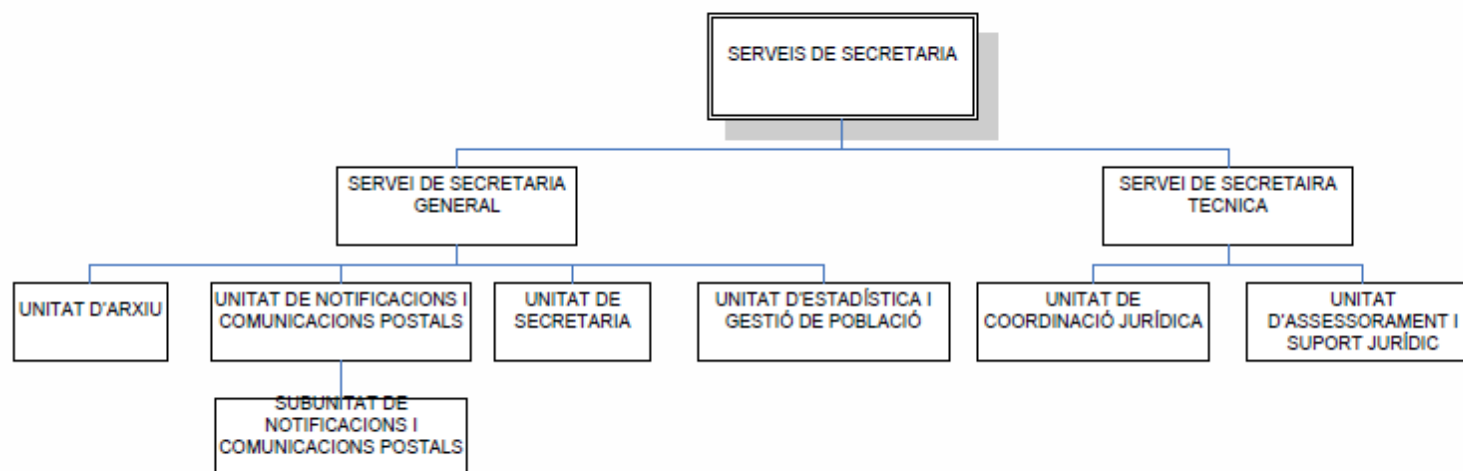 SERVEIS DE SECRETARIA
SERVEI DE SECRETARIA
GENERAL
SERVEI DE SECRETAIRA
TECNICA
UNITAT D'ARXIU
UNITAT DE NOTIFICACIONS I
COMUNICACIONS POSTALS
UNITAT DE
SECRETARIA
UNITAT D'ESTADÍSTICA I
GESTIÓ DE POBLACIÓ
UNITAT DE
COORDINACIÓ JURÍDICA
UNITAT
D'ASSESSORAMENT I
SUPORT JURÍDIC
SUBUNITAT DE
NOTIFICACIONS I
COMUNICACIONS POSTALS